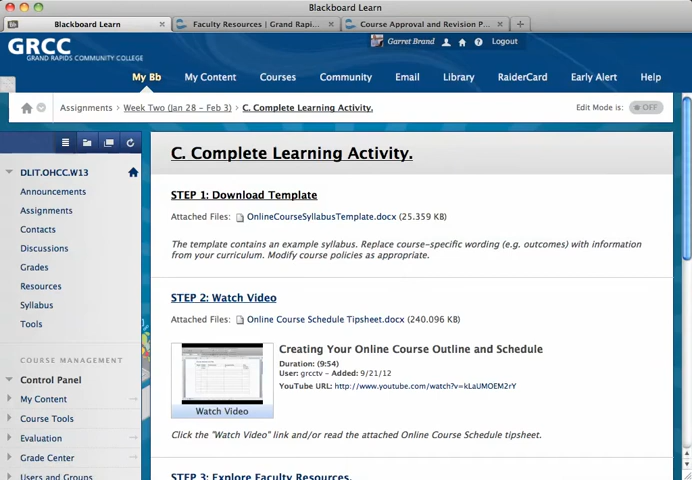 Blackboard Learn
Blackboard Learn
Faculty Resources | Grand Rapi...
Course Approval and Revision P...
GRCC
GRAND RAPIDS COMMUNITY COLLEGE
Garret Brand
Logout
My Bb
My Content
Courses
Community
Email
Library
RaiderCard
Early Alert
Help
Assignments > Week Two (Jan 28 - Feb 3) > C. Complete Learning Activity.
Edit Mode is: OFF
DLIT.OHCC.W13
Announcements
Assignments
Contacts
Discussions
Grades
Resources
Syllabus
Tools
COURSE MANAGEMENT
Control Panel
My Content
Course Tools
Evaluation
Grade Center
Users and Groups
C. Complete Learning Activity.
STEP 1: Download Template
Attached Files: OnlineCourseSyllabusTemplate.docx (25.359 KB)
The template contains an example syllabus. Replace course-specific wording (e.g. outcomes) with information
from your curriculum. Modify course policies as appropriate.
STEP 2: Watch Video
Attached Files: Online Course Schedule Tipsheet.docx (240.096 KB)
Creating Your Online Course Outline and Schedule
Duration: (9:54)
User: grcctv - Added: 9/21/12
YouTube URL: http://www.youtube.com/watch?v=kLaUMOEM2rY
Watch Video
Click the "Watch Video" link and/or read the attached Online Course Schedule tipsheet.
STEP 3: Explore Faculty Resources.